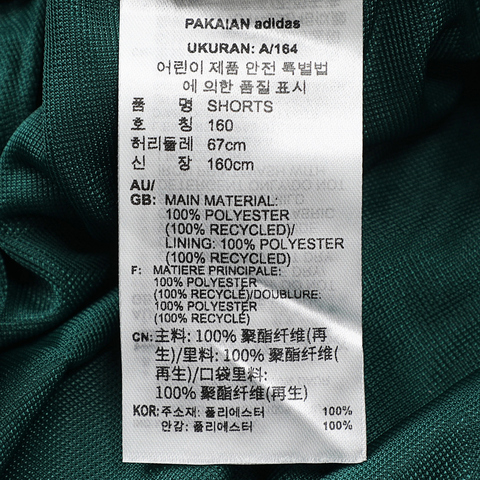 PAKAIAN adidas
UKURAN: A/164
어린이 제품 안전 특별법
에 의한 품질 표시
품 명 SHORTS
호 칭 160
허리둘레 67cm
신 장 160cm
AU/
GB: MAIN MATERIAL:
100% POLYESTER
(100% RECYCLED)/
LINING: 100% POLYESTER
(100% RECYCLED)
F: MATIERE PRINCIPALE:
100% POLYESTER
(100% RECYCLÉ)/DOUBLURE:
100% POLYESTER
(100% RECYCLÉ)
CN: 主料: 100% 聚酯纤维(再
生)/里料: 100% 聚酯纤维(
再生)/口袋里料:
100% 聚酯纤维(再生)
KOR: 주소재: 폴리에스터 100%
안감: 폴리에스터 100%